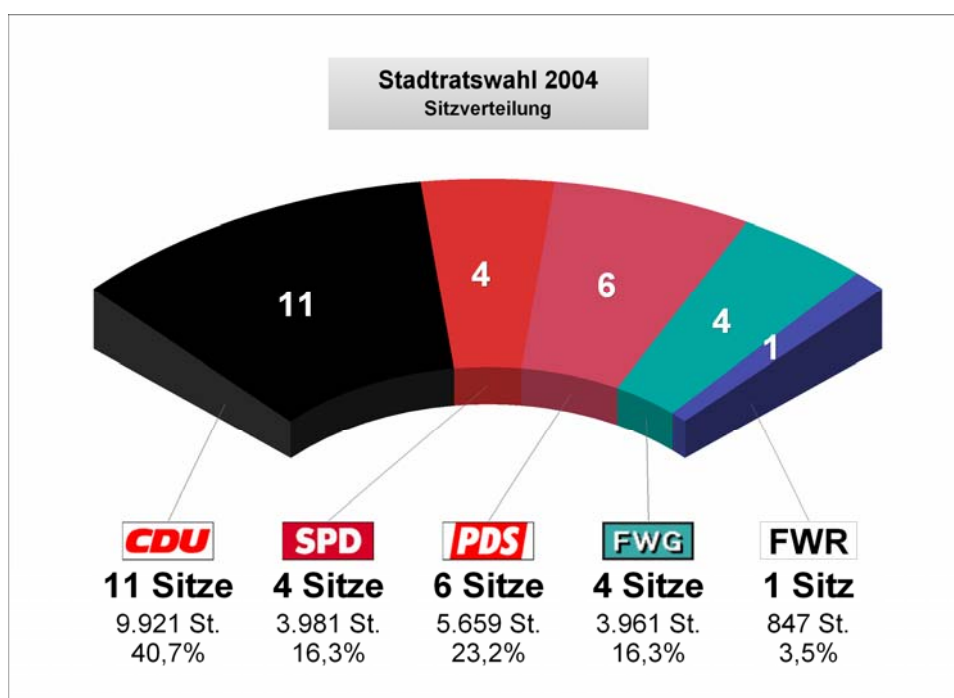 Stadtratswahl 2004
Sitzverteilung
11
4
6
4
1
CDU SPD PDS FWG FWR
11 Sitze 4 Sitze 6 Sitze 4 Sitze 1 Sitz
9.921 St. 3.981 St. 5.659 St. 3.961 St. 847 St.
40,7% 16,3% 23,2% 16,3% 3,5%